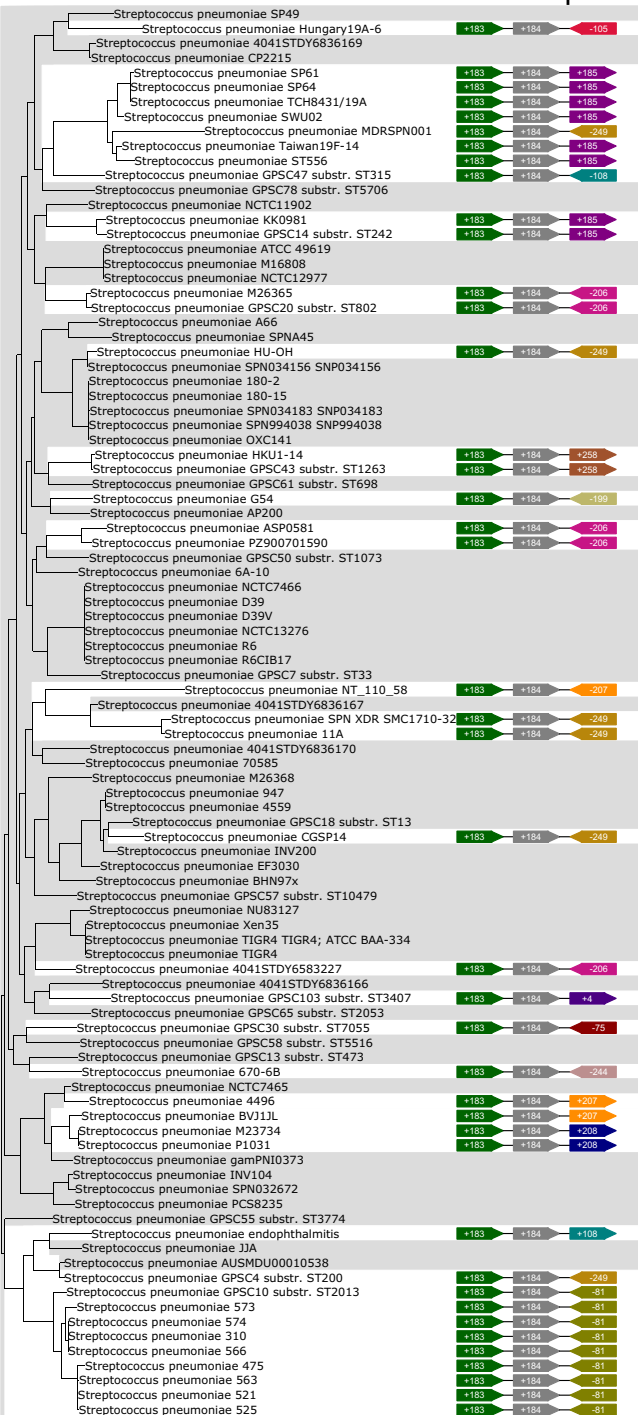 Streptococcus pneumoniae SP49
Streptococcus pneumoniae Hungary19A-6 +183 +184 -105
Streptococcus pneumoniae 4041STDY6836169
Streptococcus pneumoniae CP2215
Streptococcus pneumoniae SP61 +183 +184 +185
Streptococcus pneumoniae SP64 +183 +184 +185
Streptococcus pneumoniae TCH8431/19A +183 +184 +185
Streptococcus pneumoniae SWU02 +183 +184 +185
Streptococcus pneumoniae MDRSPN001 +183 +184 -249
Streptococcus pneumoniae Taiwan19F-14 +183 +184 +185
Streptococcus pneumoniae ST556 +183 +184 +185
Streptococcus pneumoniae GPSC47 substr. ST315 +183 +184 -108
Streptococcus pneumoniae GPSC78 substr. ST5706
Streptococcus pneumoniae NCTC11902
Streptococcus pneumoniae KK0981 +183 +184 +185
Streptococcus pneumoniae GPSC14 substr. ST242 +183 +184 +185
Streptococcus pneumoniae ATCC 49619
Streptococcus pneumoniae M16808
Streptococcus pneumoniae NCTC12977
Streptococcus pneumoniae M26365 +183 +184 -206
Streptococcus pneumoniae GPSC20 substr. ST802 +183 +184 -206
Streptococcus pneumoniae A66
Streptococcus pneumoniae SPNA45
Streptococcus pneumoniae HU-OH +183 +184 -249
Streptococcus pneumoniae SPN034156 SNP034156
Streptococcus pneumoniae 180-2
Streptococcus pneumoniae 180-15
Streptococcus pneumoniae SPN034183 SNP034183
Streptococcus pneumoniae SPN994038 SNP994038
Streptococcus pneumoniae OXC141
Streptococcus pneumoniae HKU1-14 +183 +184 +258
Streptococcus pneumoniae GPSC43 substr. ST1263 +183 +184 +258
Streptococcus pneumoniae GPSC61 substr. ST698
Streptococcus pneumoniae G54 +183 +184 -199
Streptococcus pneumoniae AP200
Streptococcus pneumoniae ASP0581 +183 +184 -206
Streptococcus pneumoniae PZ900701590 +183 +184 -206
Streptococcus pneumoniae GPSC50 substr. ST1073
Streptococcus pneumoniae 6A-10
Streptococcus pneumoniae NCTC7466
Streptococcus pneumoniae D39
Streptococcus pneumoniae D39V
Streptococcus pneumoniae NCTC13276
Streptococcus pneumoniae R6
Streptococcus pneumoniae R6CIB17
Streptococcus pneumoniae GPSC7 substr. ST33
Streptococcus pneumoniae NT_110_58 +183 +184 -207
Streptococcus pneumoniae 4041STDY6836167
Streptococcus pneumoniae SPN XDR SMC1710-32 +183 +184 -249
Streptococcus pneumoniae 11A +183 +184 -249
Streptococcus pneumoniae 4041STDY6836170
Streptococcus pneumoniae 70585
Streptococcus pneumoniae M26368
Streptococcus pneumoniae 947
Streptococcus pneumoniae 4559
Streptococcus pneumoniae GPSC18 substr. ST13
Streptococcus pneumoniae CGSP14 +183 +184 -249
Streptococcus pneumoniae INV200
Streptococcus pneumoniae EF3030
Streptococcus pneumoniae BHN97x
Streptococcus pneumoniae GPSC57 substr. ST10479
Streptococcus pneumoniae NU83127
Streptococcus pneumoniae Xen35
Streptococcus pneumoniae TIGR4 TIGR4; ATCC BAA-334
Streptococcus pneumoniae TIGR4
Streptococcus pneumoniae 4041STDY6583227 +183 +184 -206
Streptococcus pneumoniae 4041STDY6836166
Streptococcus pneumoniae GPSC103 substr. ST3407 +183 +184 +4
Streptococcus pneumoniae GPSC65 substr. ST2053
Streptococcus pneumoniae GPSC30 substr. ST7055 +183 +184 -75
Streptococcus pneumoniae GPSC58 substr. ST5516
Streptococcus pneumoniae GPSC13 substr. ST473
Streptococcus pneumoniae 670-6B +183 +184 -244
Streptococcus pneumoniae NCTC7465
Streptococcus pneumoniae 4496 +183 +184 +207
Streptococcus pneumoniae BVJ1JL +183 +184 +207
Streptococcus pneumoniae M23734 +183 +184 +208
Streptococcus pneumoniae P1031 +183 +184 +208
Streptococcus pneumoniae gamPNI0373
Streptococcus pneumoniae INV104
Streptococcus pneumoniae SPN032672
Streptococcus pneumoniae PCS8235
Streptococcus pneumoniae GPSC55 substr. ST3774
Streptococcus pneumoniae endophthalmitis +183 +184 +108
Streptococcus pneumoniae JJA
Streptococcus pneumoniae AUSMDU00010538
Streptococcus pneumoniae GPSC4 substr. ST200 +183 +184 -249
Streptococcus pneumoniae GPSC10 substr. ST2013 +183 +184 -81
Streptococcus pneumoniae 573 +183 +184 -81
Streptococcus pneumoniae 574 +183 +184 -81
Streptococcus pneumoniae 310 +183 +184 -81
Streptococcus pneumoniae 566 +183 +184 -81
Streptococcus pneumoniae 475 +183 +184 -81
Streptococcus pneumoniae 563 +183 +184 -81
Streptococcus pneumoniae 521 +183 +184 -81
Streptococcus pneumoniae 525 +183 +184 -81